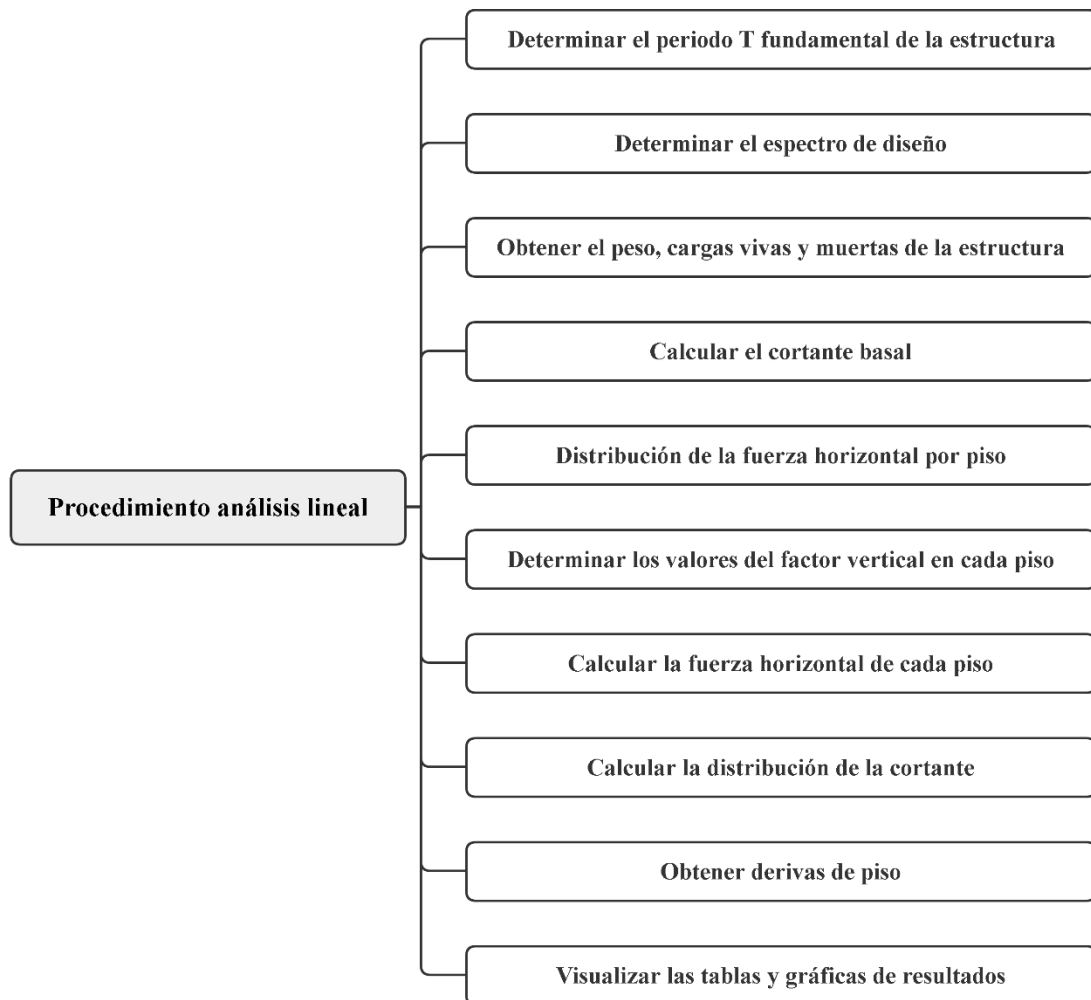 Determinar el periodo T fundamental de la estructura
Determinar el espectro de diseño
Obtener el peso, cargas vivas y muertas de la estructura
Calcular el cortante basal
Distribución de la fuerza horizontal por piso
Procedimiento análisis lineal
Determinar los valores del factor vertical en cada piso
Calcular la fuerza horizontal de cada piso
Calcular la distribución de la cortante
Obtener derivas de piso
Visualizar las tablas y gráficas de resultados